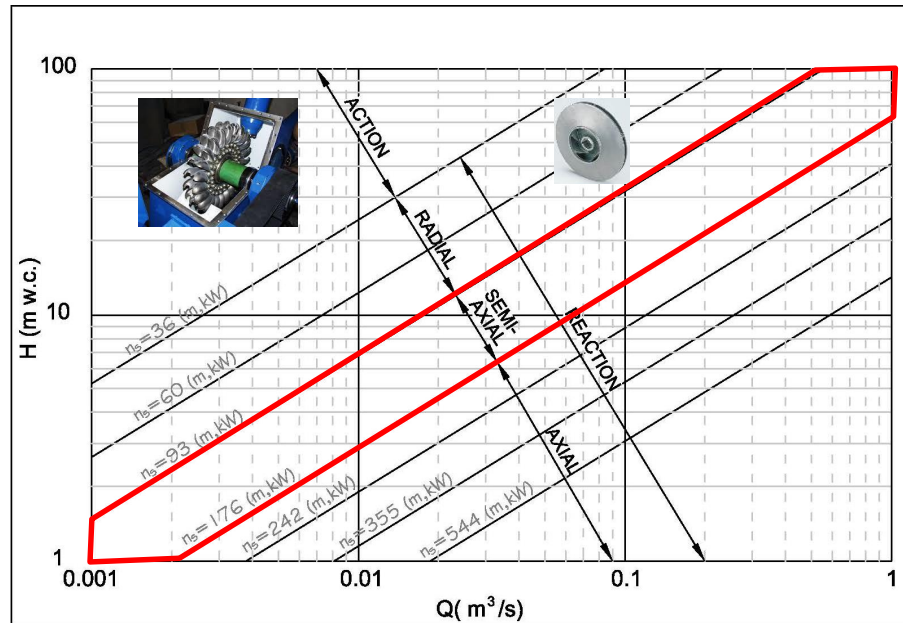 100
10
1
H (m w.c.)
0.001
0.01
0.1
1
Q( m³/s)
ACTION
RADIAL
SEMI-
AXIAL
AXIAL
REACTION
nₛ=36 (m,kW)
nₛ=60 (m,kW)
nₛ=93 (m,kW)
nₛ=176 (m,kW)
nₛ=242 (m,kW)
nₛ=355 (m,kW)
nₛ=544 (m,kW)